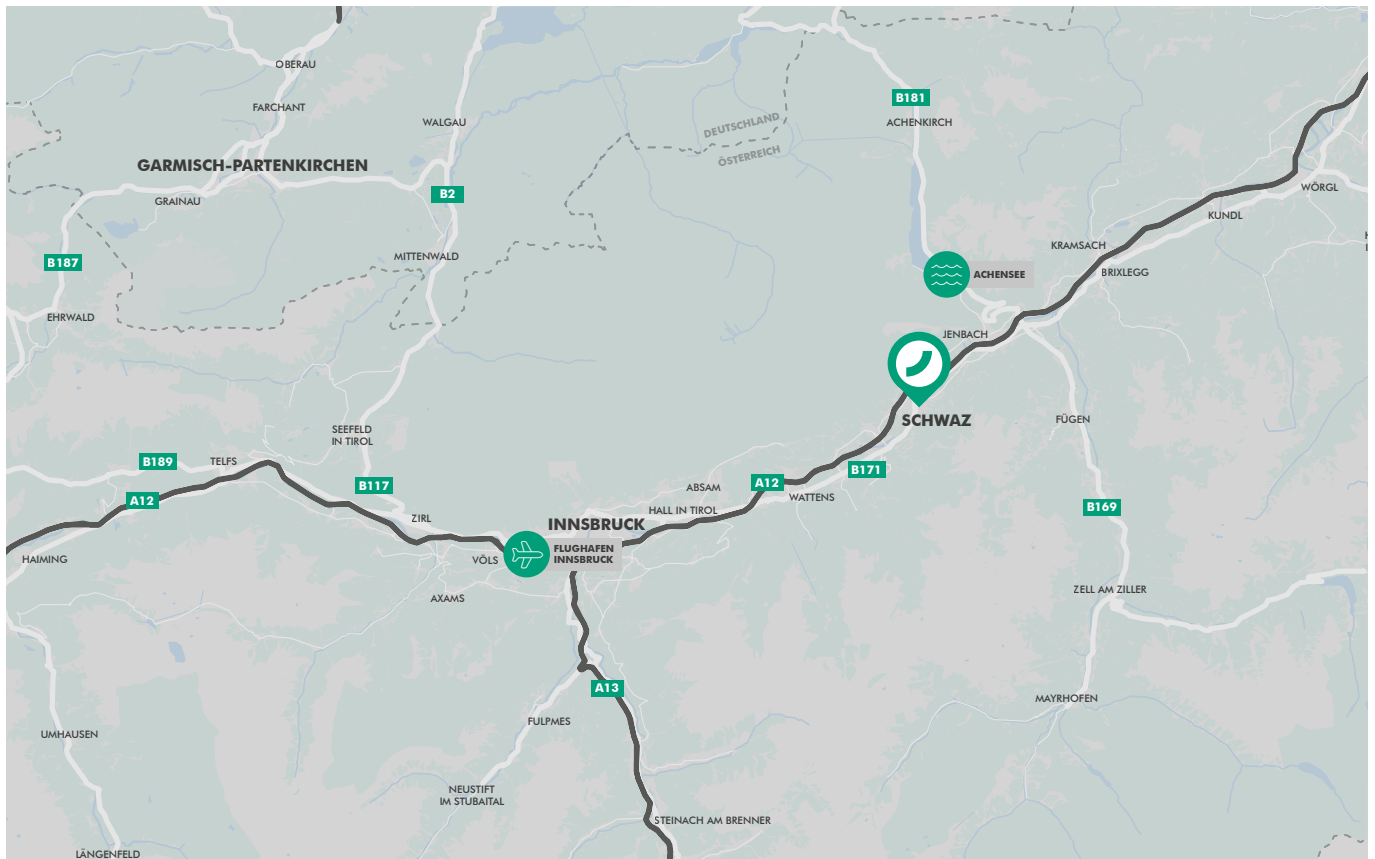 OBERAU
FARCHANT
B181
WALGAU
ACHENKIRCH
DEUTSCHLAND
ÖSTERREICH
GARMISCH-PARTENKIRCHEN
B2
GRAINAU
WÖRGL
KUNDL
KRAMSACH
MITTENWALD
B187
BRIXLEGG
ACHENSEE
EHRWALD
JENBACH
SCHWAZ
FÜGEN
SEEFELD
IN TIROL
B189
TELFS
B171
A12
B117
A12
ABSAM
WATTENS
HALL IN TIROL
B169
ZIRL
INNSBRUCK
FLUGHAFEN
INNSBRUCK
HAIMING
VÖLS
AXAMS
ZELL AM ZILLER
A13
MAYRHOFEN
FULPMES
UMHAUSEN
NEUSTIFT
IM STUBAITAL
STEINACH AM BRENNER
LÄNGENFELD